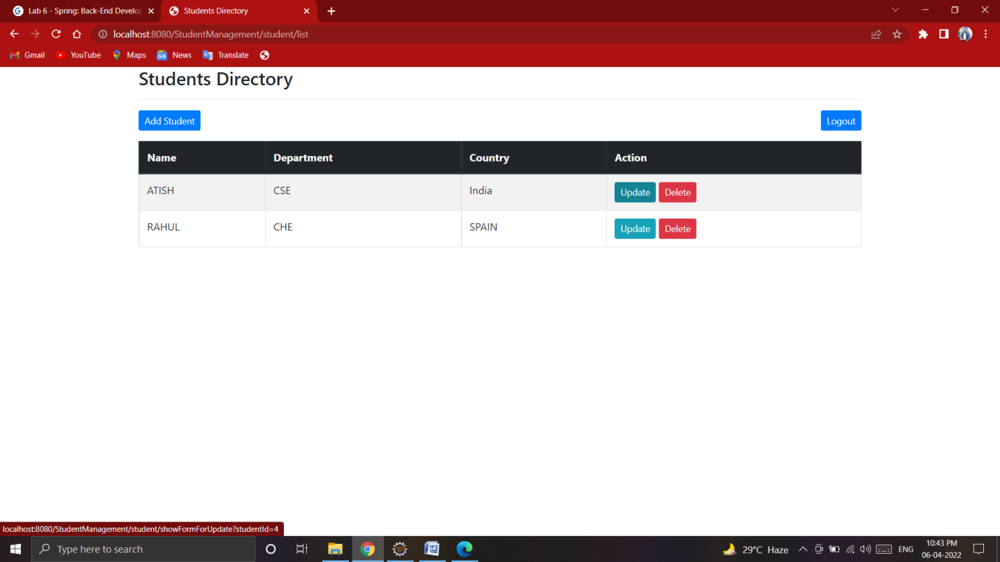 Lab 6 - Spring: Back-End Develop
Students Directory
localhost:8080/StudentManagement/student/list
Gmail YouTube Maps News Translate
Students Directory
Add Student Logout
Name Department Country Action
ATISH CSE India Update Delete
RAHUL CHE SPAIN Update Delete
localhost:8080/StudentManagement/student/showFormForUpdate?studentId=4
Type here to search 29°C Haze ENG 10:43 PM
06-04-2022